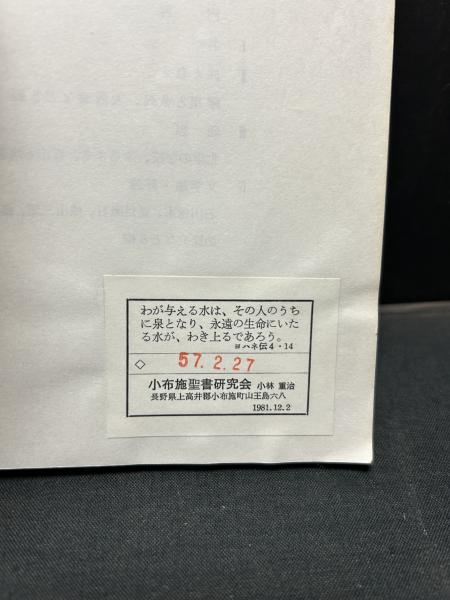 わが与える水は、その人のうち
に泉となり、永遠の生命にいた
る水が、わき上るであろう。
ヨハネ伝4・14
◇ 57.2.27
小布施聖書研究会 小林 重治
長野県上高井郡小布施町山王島六八
1981.12.2